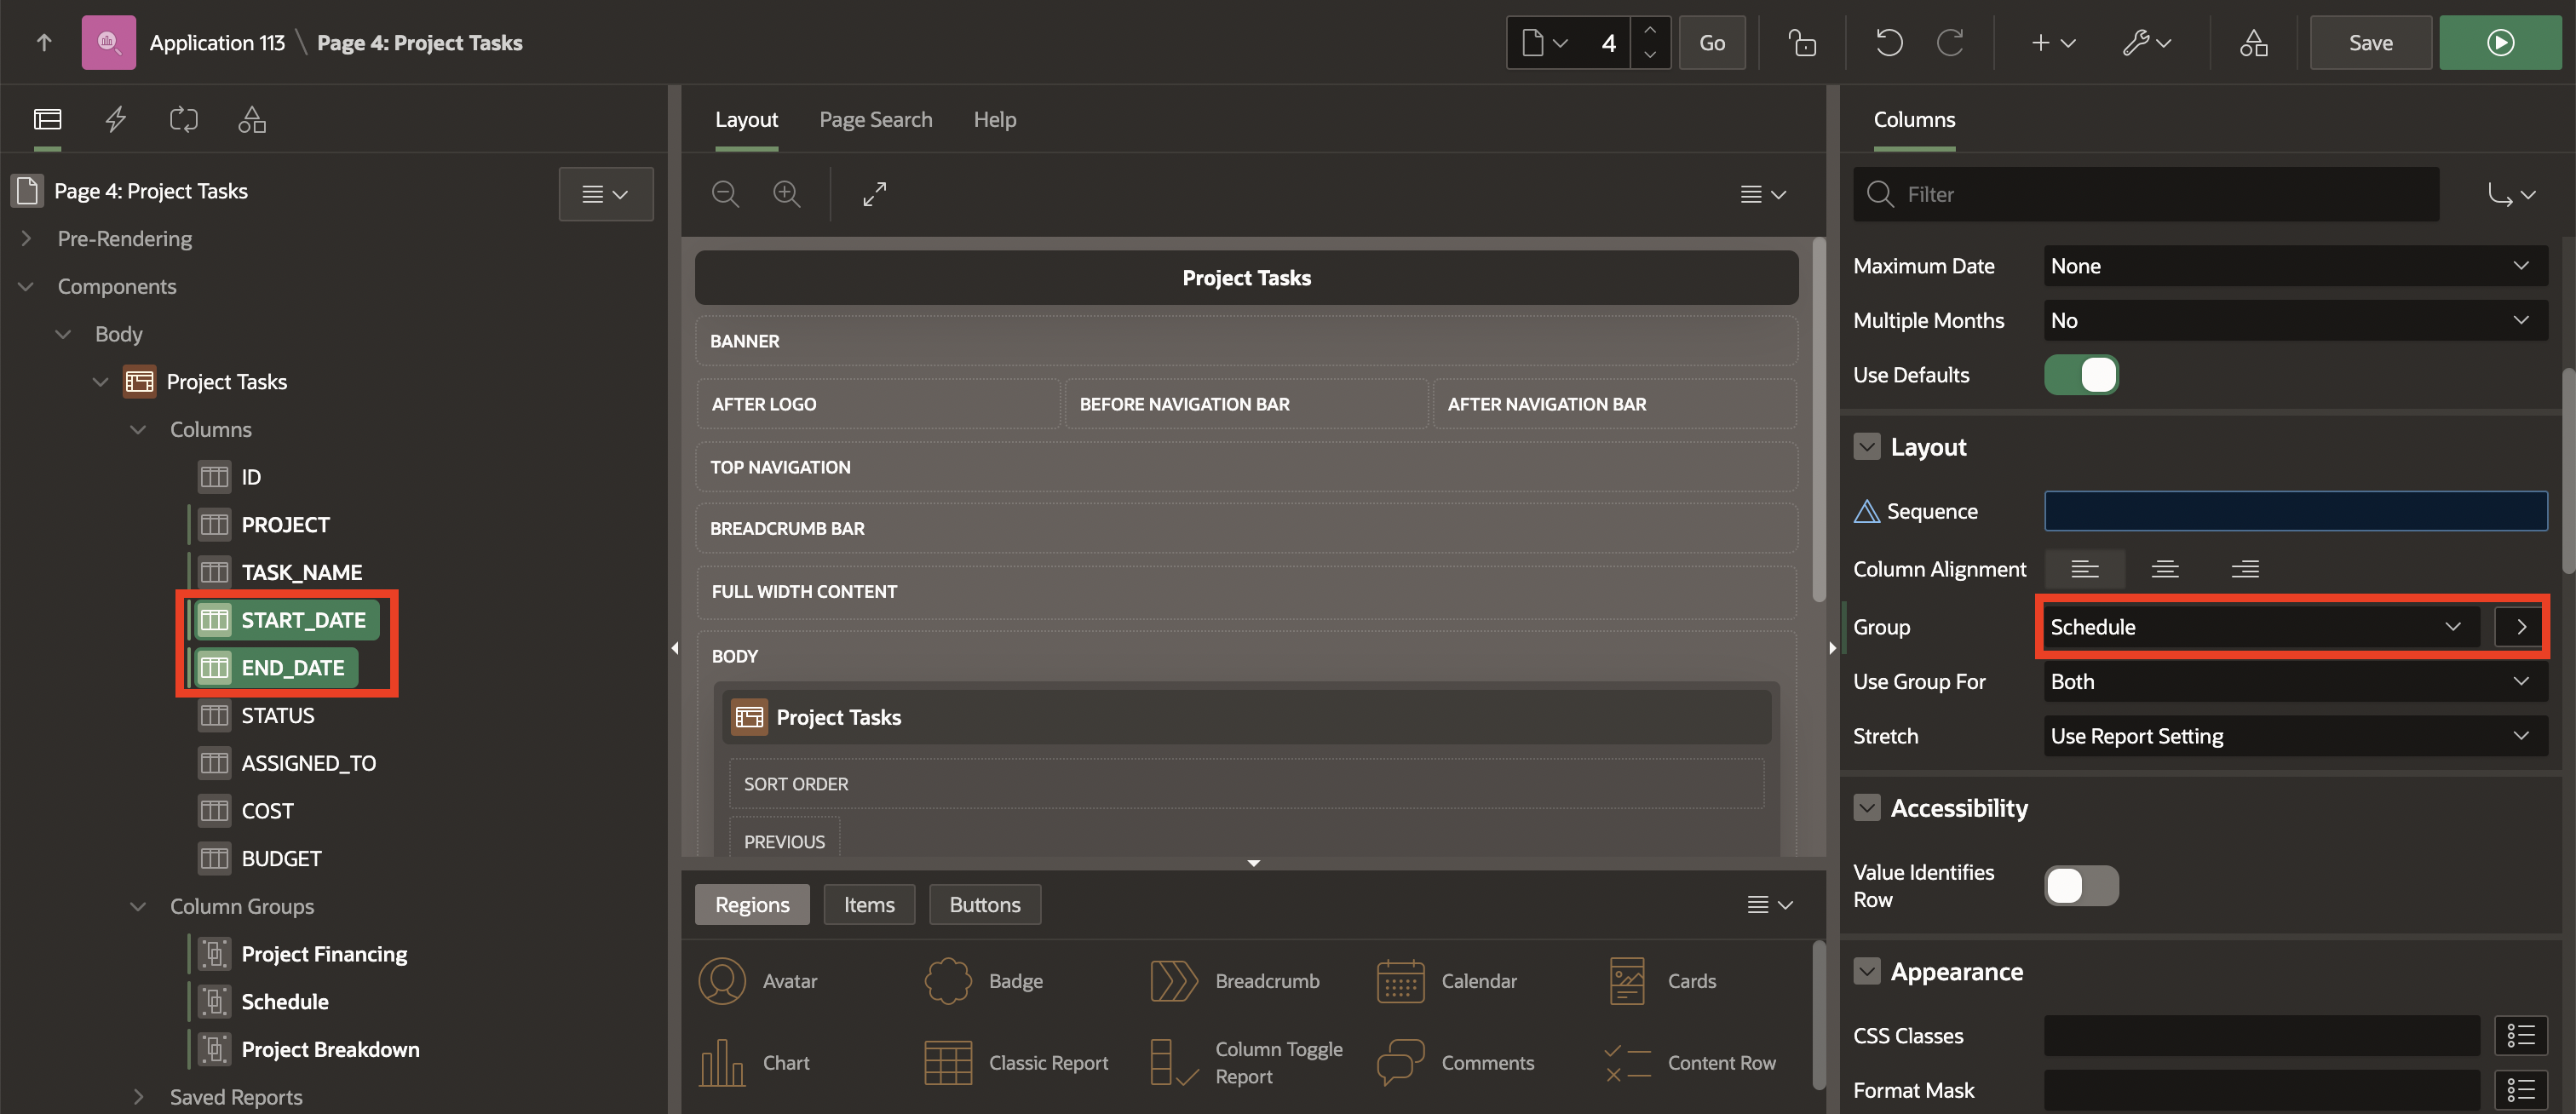 Application 113 \ Page 4: Project Tasks
4
Go
Save
Page 4: Project Tasks
Pre-Rendering
Components
Body
Project Tasks
Columns
ID
PROJECT
TASK_NAME
START_DATE
END_DATE
STATUS
ASSIGNED_TO
COST
BUDGET
Column Groups
Project Financing
Schedule
Project Breakdown
Saved Reports
Layout Page Search Help
Project Tasks
BANNER
AFTER LOGO BEFORE NAVIGATION BAR AFTER NAVIGATION BAR
TOP NAVIGATION
BREADCRUMB BAR
FULL WIDTH CONTENT
BODY
Project Tasks
SORT ORDER
PREVIOUS
Regions Items Buttons
Avatar Badge Breadcrumb Calendar Cards
Chart Classic Report Column Toggle Report Comments Content Row
Columns
Filter
Maximum Date None
Multiple Months No
Use Defaults
Layout
Sequence
Column Alignment
Group Schedule
Use Group For Both
Stretch Use Report Setting
Accessibility
Value Identifies
Row
Appearance
CSS Classes
Format Mask